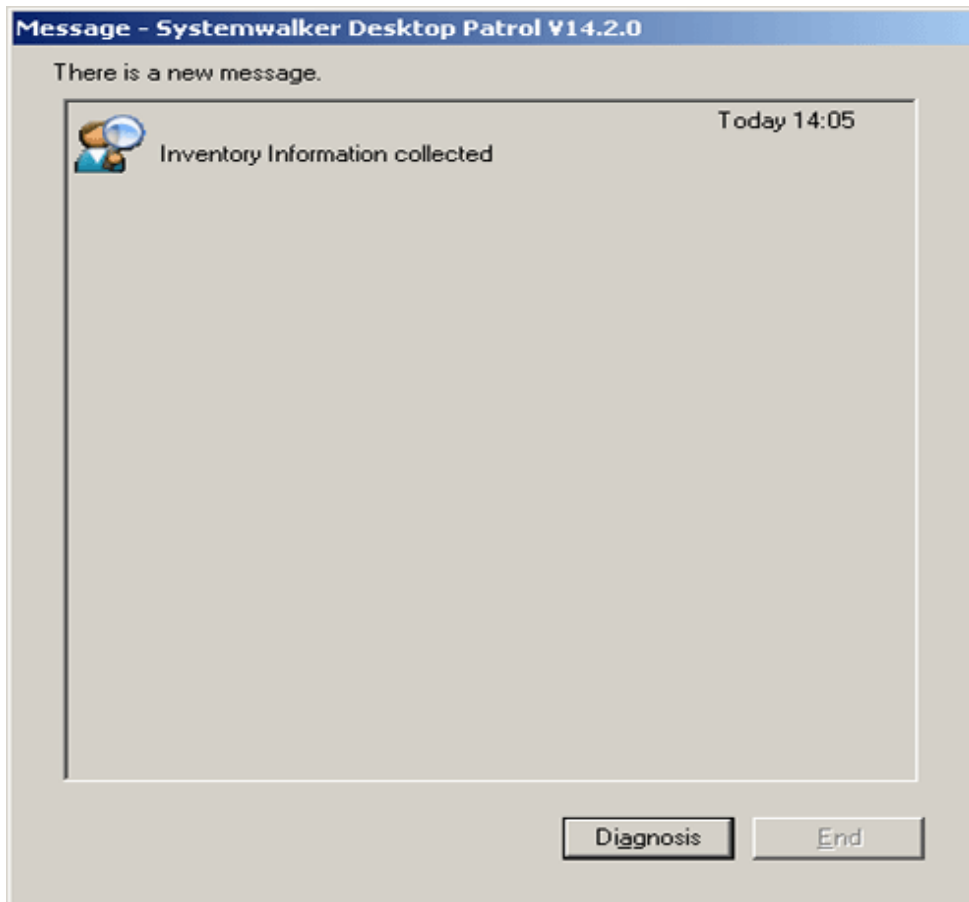 Message - Systemwalker Desktop Patrol V14.2.0
There is a new message.
Today 14:05
Inventory Information collected
Diagnosis
End